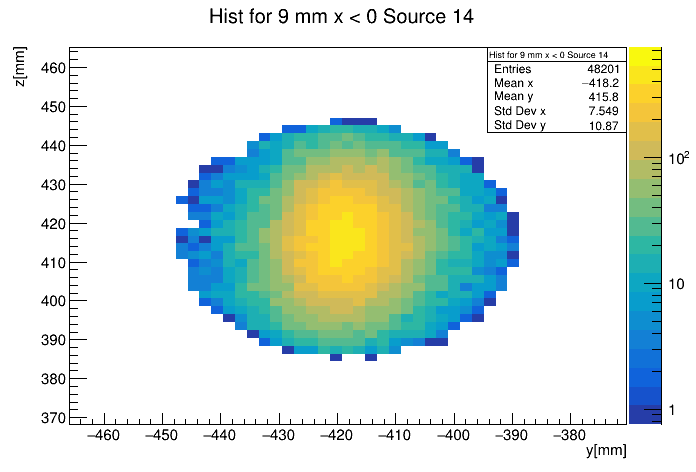 Hist for 9 mm x < 0 Source 14
z[mm]
Hist for 9 mm x < 0 Source 14
Entries 48201
Mean x −418.2
Mean y 415.8
Std Dev x 7.549
Std Dev y 10.87
460
450
440
430
420
410
400
390
380
370
−460 −450 −440 −430 −420 −410 −400 −390 −380
y[mm]
10²
10
1